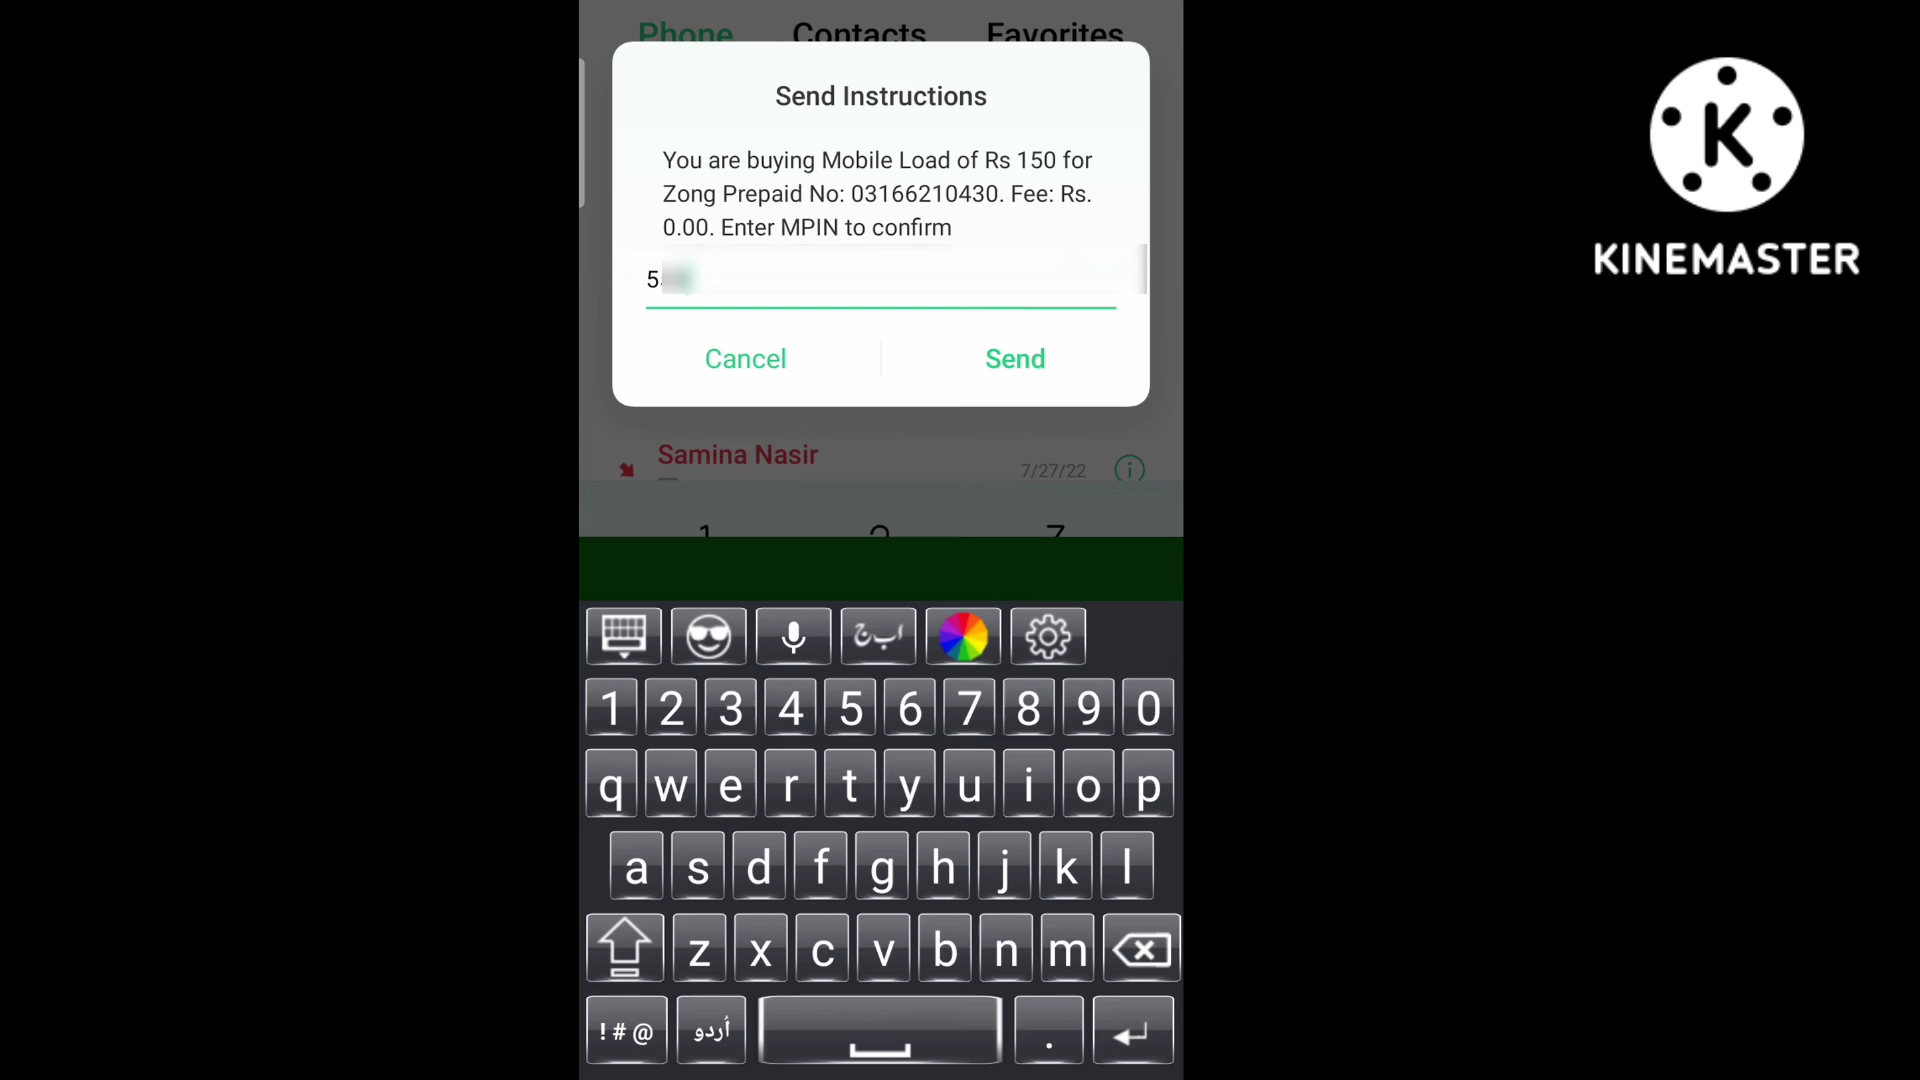 Phone Contacts Favorites
Send Instructions
You are buying Mobile Load of Rs 150 for
Zong Prepaid No: 03166210430. Fee: Rs.
0.00. Enter MPIN to confirm
Cancel Send
Samina Nasir
7/27/22
K
KINEMASTER
ا ب ج
1 2 3 4 5 6 7 8 9 0
q w e r t y u i o p
a s d f g h j k l
z x c v b n m
! # @ اُردو .